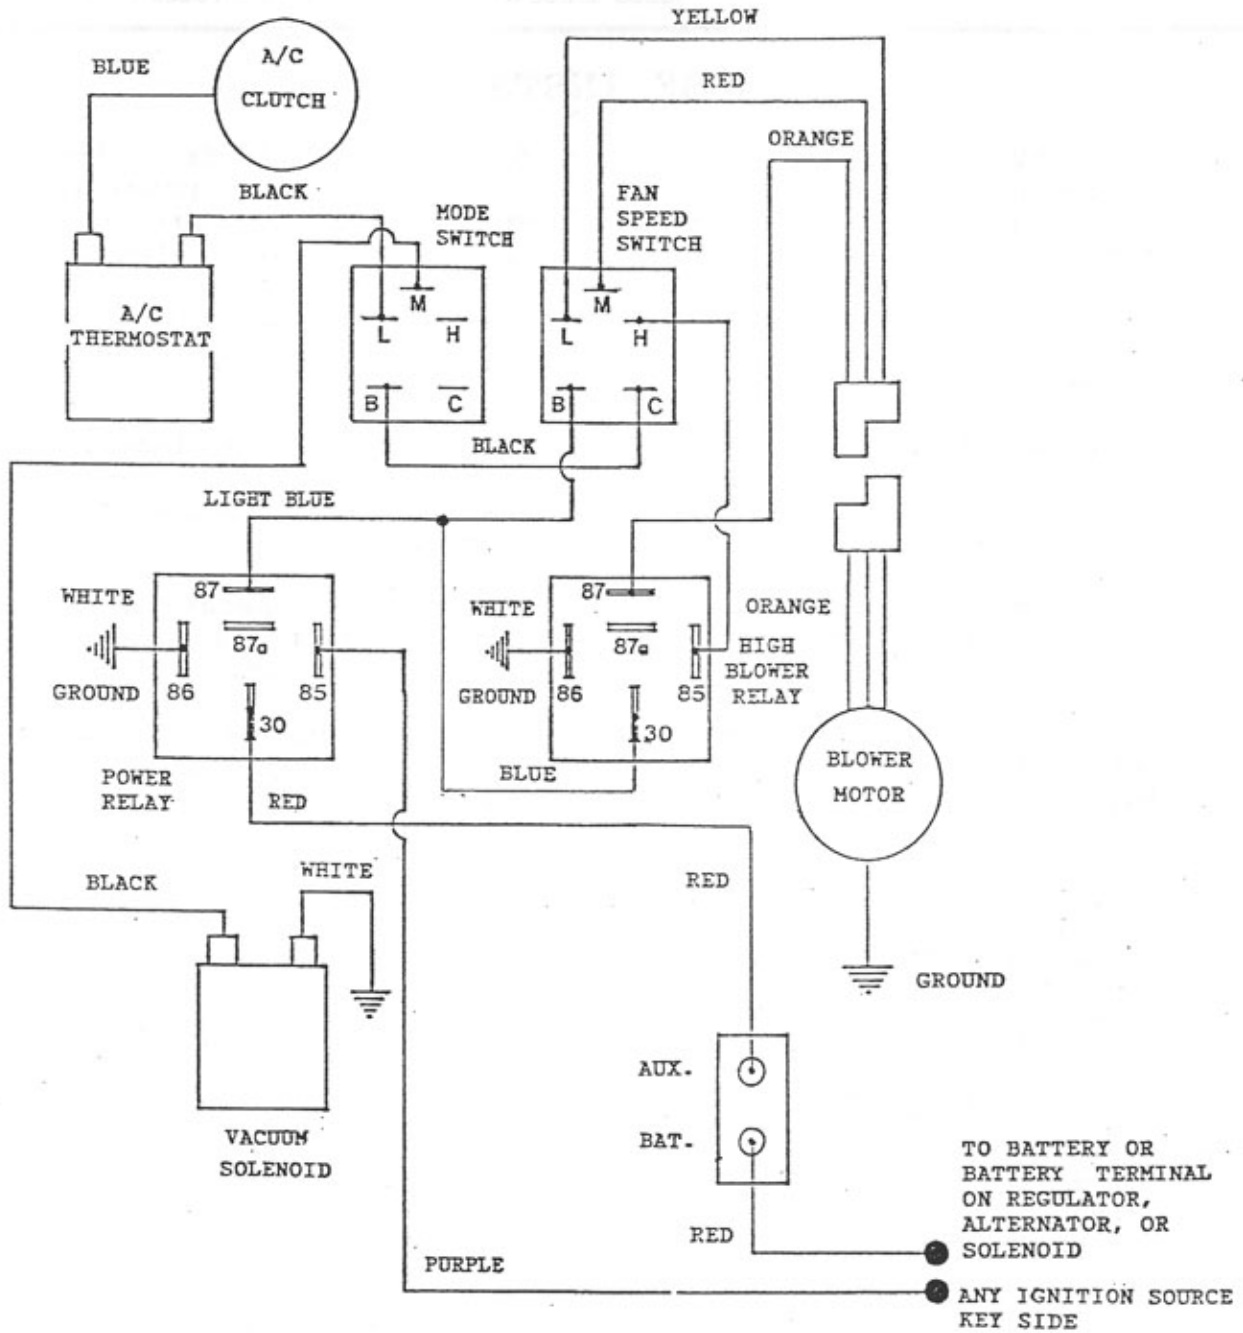 YELLOW
A/C
CLUTCH
BLUE
RED
ORANGE
BLACK
MODE
SWITCH
FAN
SPEED
SWITCH
A/C
THERMOSTAT
M
L
H
B
C
M
L
H
B
C
BLACK
LIGHT BLUE
WHITE
GROUND
87
87a
86
85
30
POWER
RELAY
WHITE
GROUND
87
87a
86
85
30
ORANGE
HIGH
BLOWER
RELAY
BLUE
RED
BLOWER
MOTOR
BLACK
WHITE
RED
GROUND
VACUUM
SOLENOID
AUX.
BAT.
RED
TO BATTERY OR
BATTERY TERMINAL
ON REGULATOR,
ALTERNATOR, OR
SOLENOID
PURPLE
ANY IGNITION SOURCE
KEY SIDE